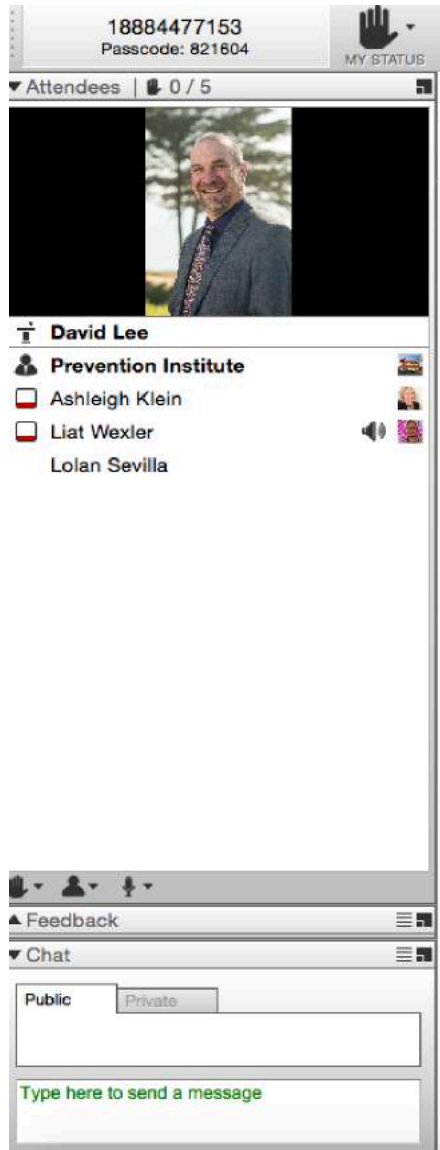 18884477153
Passcode: 821604
MY STATUS
Attendees | 0 / 5
David Lee
Prevention Institute
Ashleigh Klein
Liat Wexler
Lolan Sevilla
Feedback
Chat
Public Private
Type here to send a message